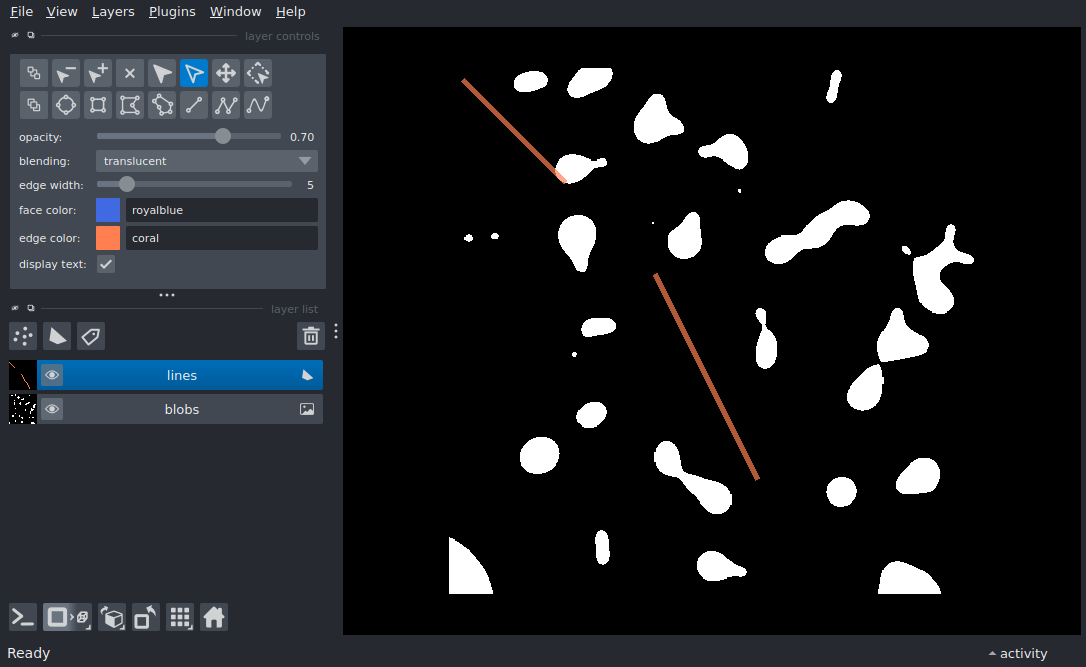 File View Layers Plugins Window Help
layer controls
opacity: 0.70
blending: translucent
edge width: 5
face color: royalblue
edge color: coral
display text:
layer list
lines
blobs
Ready
activity